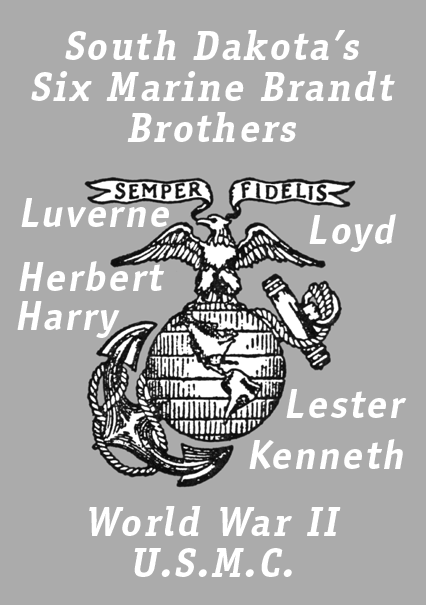 South Dakota's
Six Marine Brandt
Brothers
SEMPER FIDELIS
Luverne
Loyd
Herbert
Harry
Lester
Kenneth
World War II
U.S.M.C.